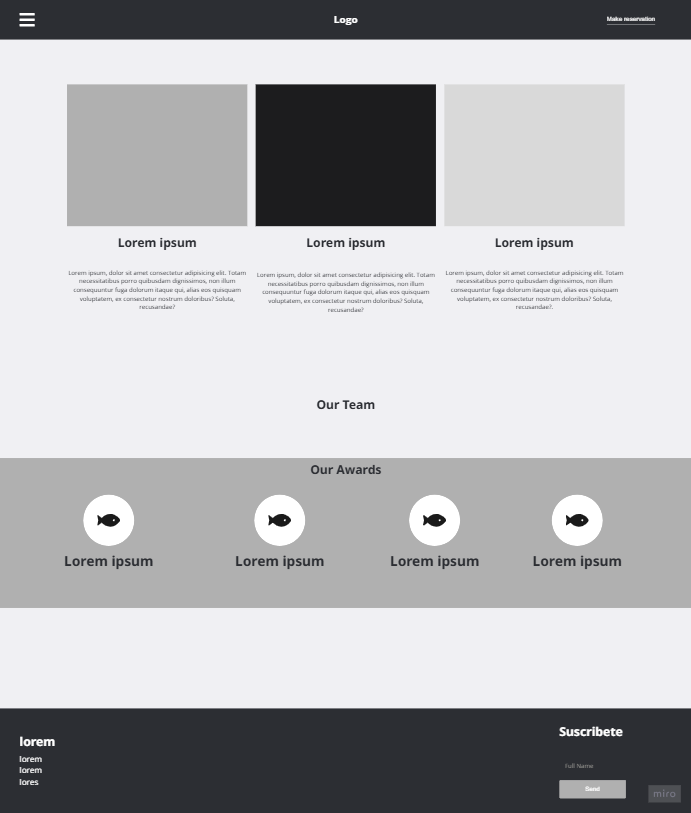 Logo
Make reservation
Lorem ipsum
Lorem ipsum, dolor sit amet consectetur adipisicing elit. Totam
necessitatibus porro quibusdam dignissimos, non illum
consequuntur fuga dolorum itaque qui, alias eos quisquam
voluptatem, ex consectetur nostrum doloribus? Soluta,
recusandae?
Lorem ipsum
Lorem ipsum, dolor sit amet consectetur adipisicing elit. Totam
necessitatibus porro quibusdam dignissimos, non illum
consequuntur fuga dolorum itaque qui, alias eos quisquam
voluptatem, ex consectetur nostrum doloribus? Soluta,
recusandae?
Lorem ipsum
Lorem ipsum, dolor sit amet consectetur adipisicing elit. Totam
necessitatibus porro quibusdam dignissimos, non illum
consequuntur fuga dolorum itaque qui, alias eos quisquam
voluptatem, ex consectetur nostrum doloribus? Soluta,
recusandae?.
Our Team
Our Awards
Lorem ipsum
Lorem ipsum
Lorem ipsum
Lorem ipsum
lorem
lorem
lorem
lores
Suscribete
Full Name
Send
miro